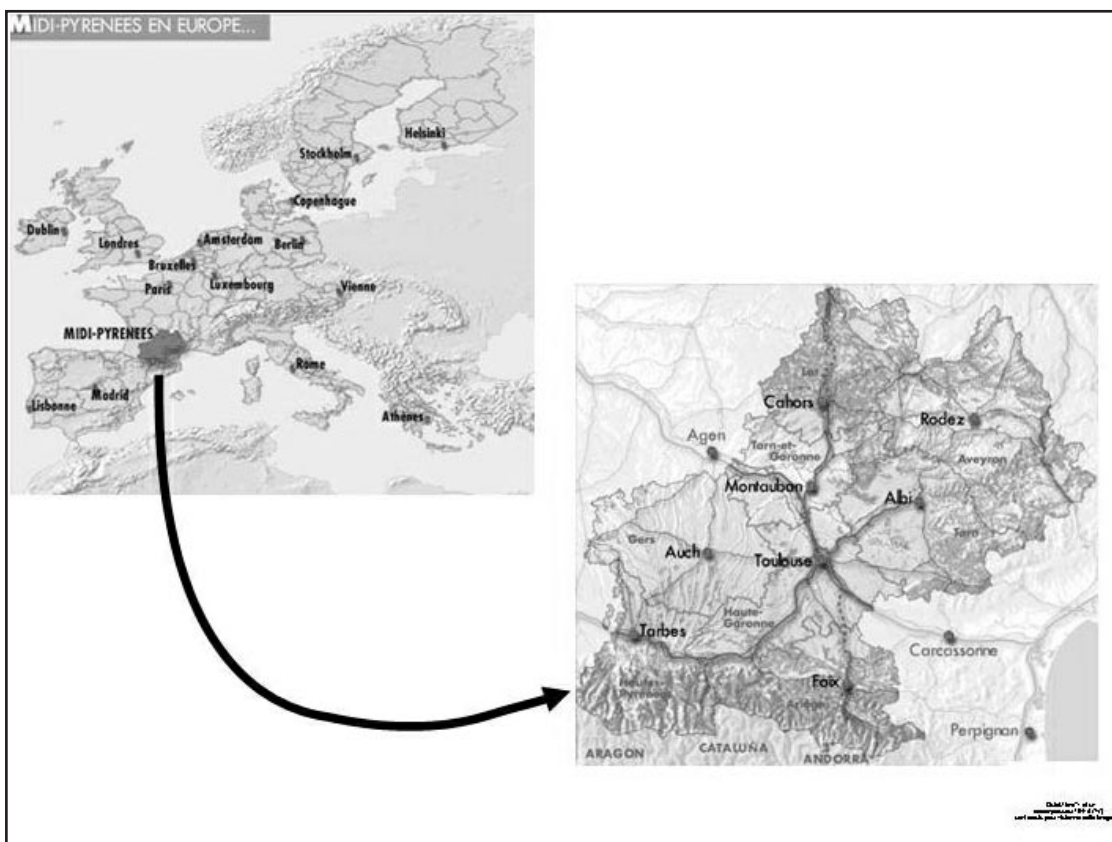 MIDI-PYRENEES EN EUROPE...
Helsinki
Stockholm
Copenhague
Dublin
Londres
Amsterdam
Berlin
Bruxelles
Paris
Luxembourg
Vienne
MIDI-PYRENEES
Rome
Madrid
Lisbonne
Athènes
Lot
Cahors
Rodez
Agen
Tarn-et-
Garonne
Aveyron
Montauban
Albi
Tarn
Gers
Auch
Toulouse
Haute-
Garonne
Tarbes
Carcassonne
Hautes-
Pyrénées
Foix
Ariège
Perpignan
ARAGON
CATALUÑA
ANDORRA